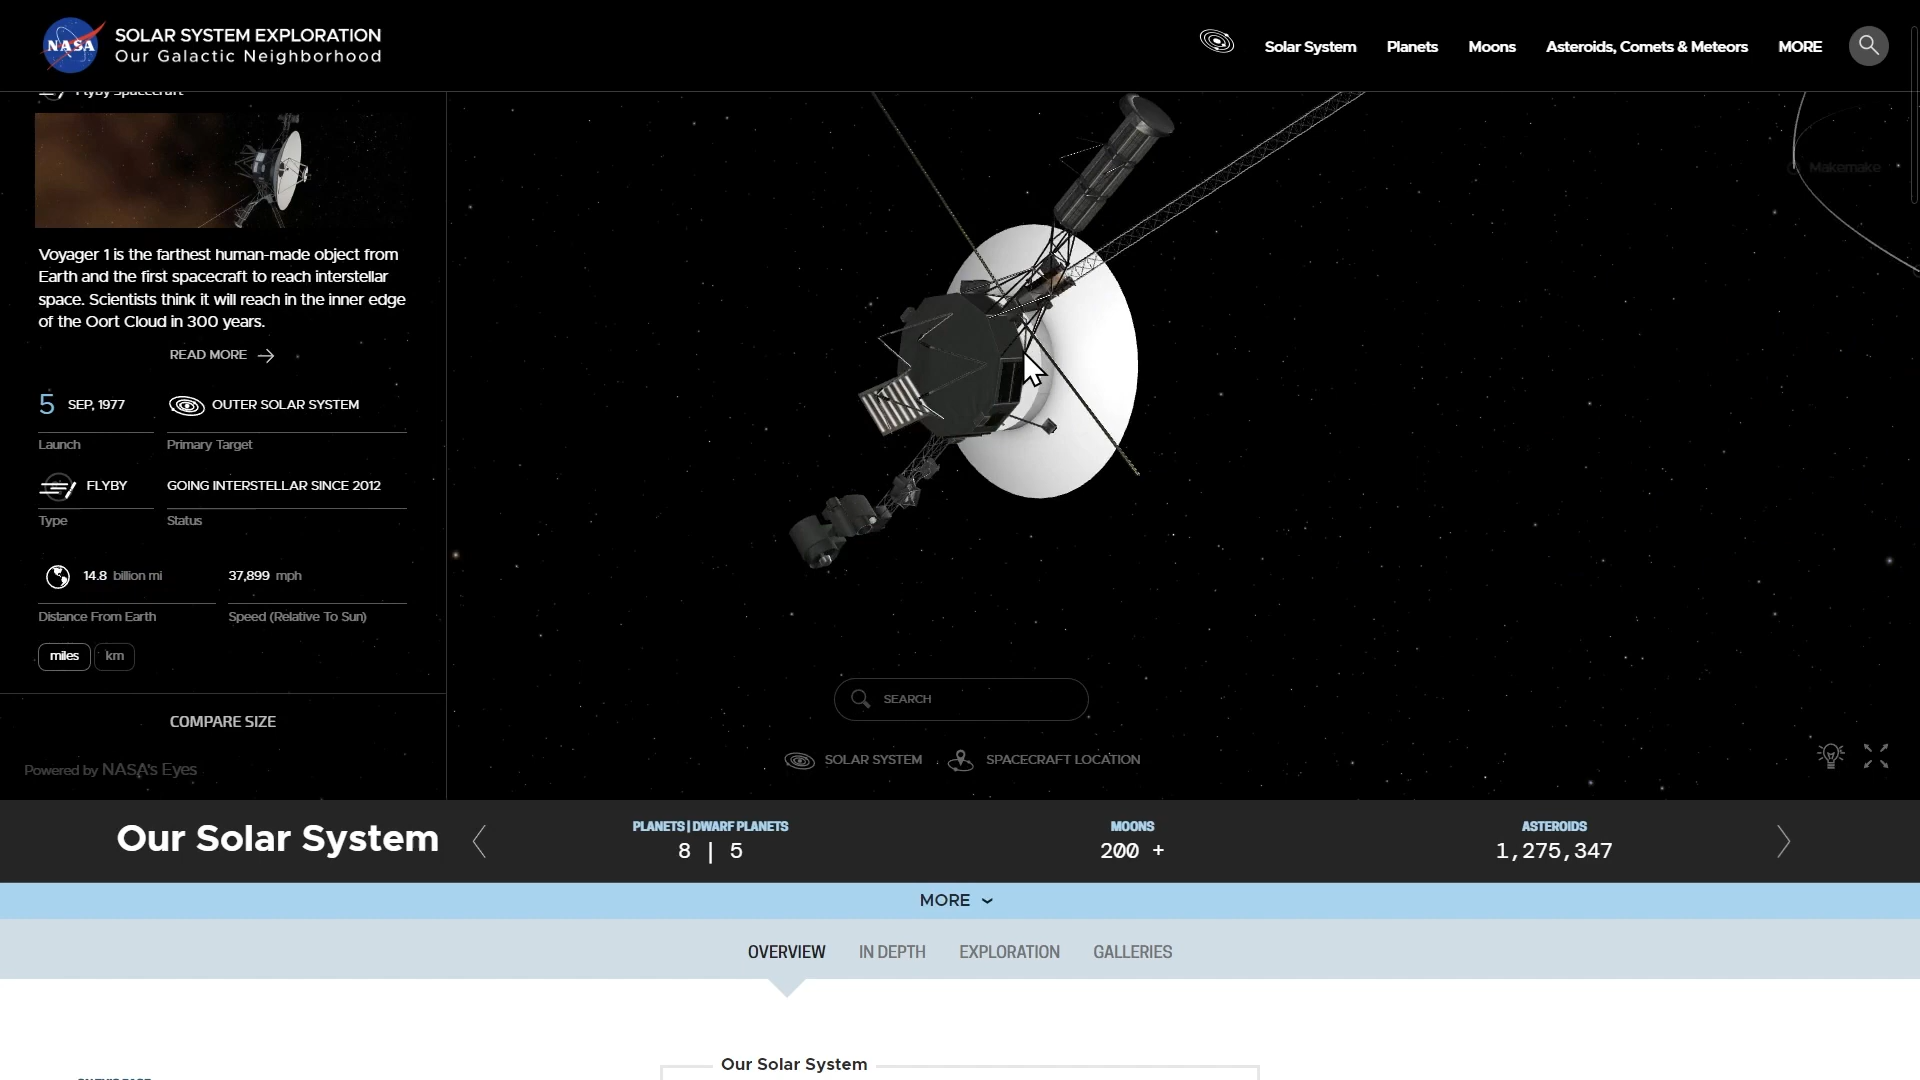 NASA
SOLAR SYSTEM EXPLORATION
Our Galactic Neighborhood
Solar System
Planets
Moons
Asteroids, Comets & Meteors
MORE
Flyby Spacecraft
Makemake
Voyager 1 is the farthest human-made object from
Earth and the first spacecraft to reach interstellar
space. Scientists think it will reach in the inner edge
of the Oort Cloud in 300 years.
READ MORE
5 SEP, 1977
OUTER SOLAR SYSTEM
Launch
Primary Target
FLYBY
GOING INTERSTELLAR SINCE 2012
Type
Status
14.8 billion mi
37,899 mph
Distance From Earth
Speed (Relative To Sun)
miles
km
COMPARE SIZE
Powered by NASA's Eyes
SEARCH
SOLAR SYSTEM
SPACECRAFT LOCATION
Our Solar System
PLANETS | DWARF PLANETS
8 | 5
MOONS
200 +
ASTEROIDS
1,275,347
MORE
OVERVIEW
IN DEPTH
EXPLORATION
GALLERIES
Our Solar System